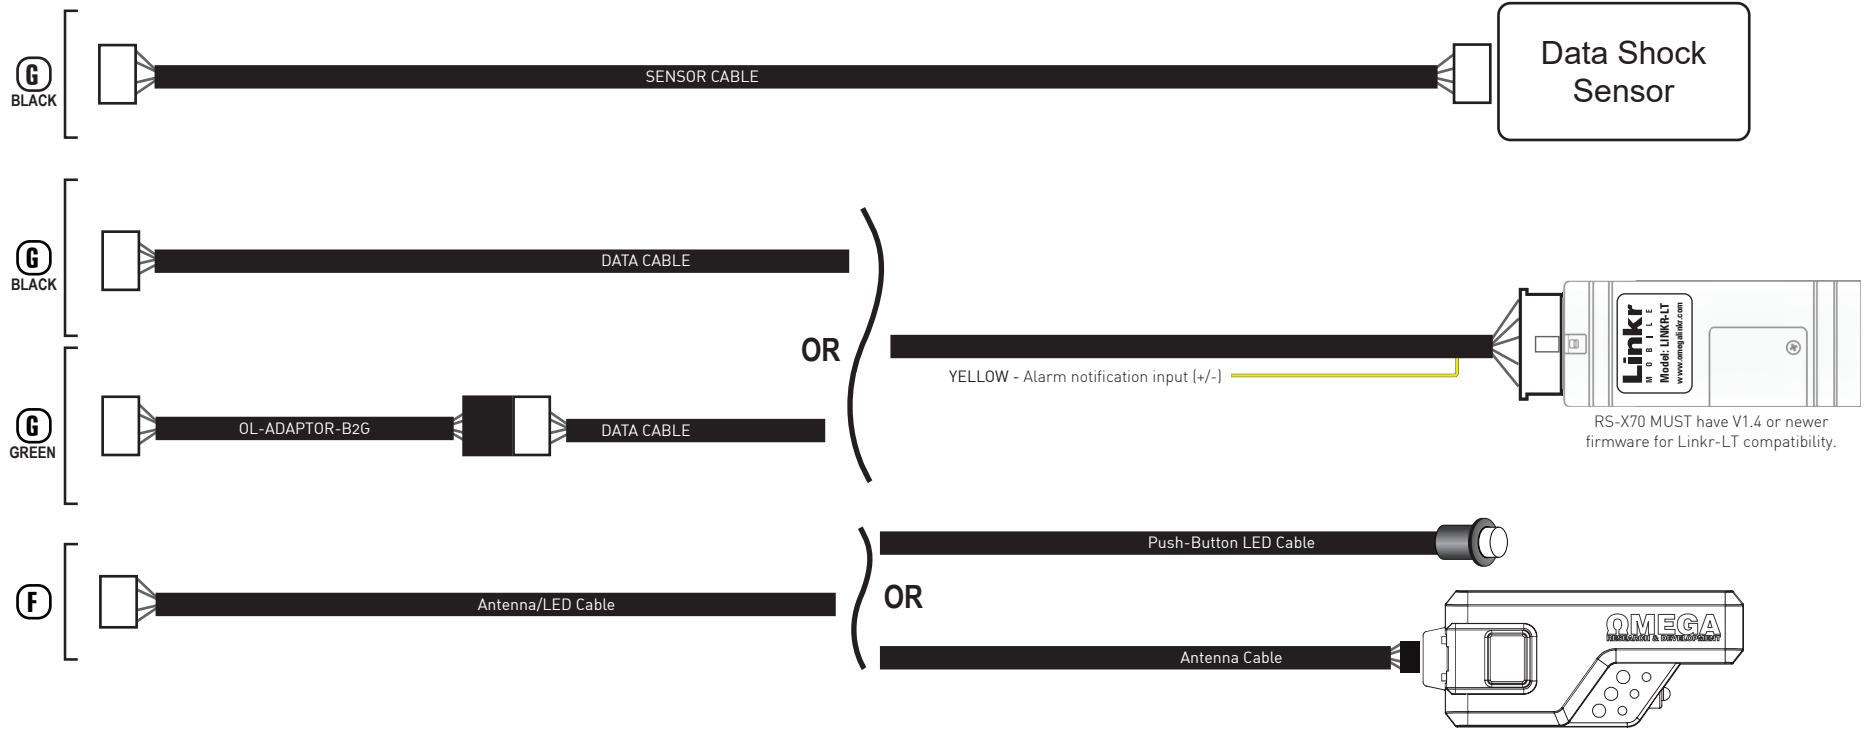 G
BLACK
SENSOR CABLE
Data Shock
Sensor
G
BLACK
DATA CABLE
OR
YELLOW - Alarm notification input (+/-)
Linkr
MOBILE
Model: LINKR-LT
www.omegalinkr.com
RS-X70 MUST have V1.4 or newer
firmware for Linkr-LT compatibility.
G
GREEN
OL-ADAPTOR-B2G
DATA CABLE
F
Antenna/LED Cable
OR
Push-Button LED Cable
Antenna Cable
ΩMEGA
RESEARCH & DEVELOPMENT